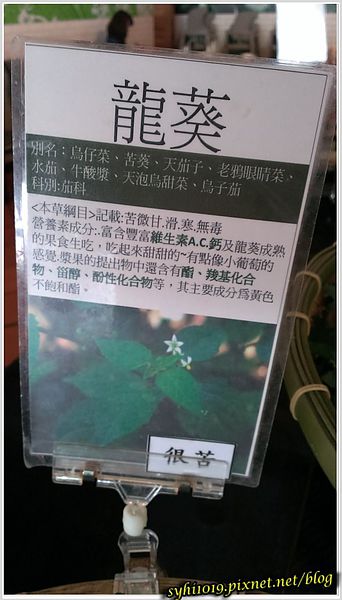 龍葵
別名：烏仔菜、苦葵、天茄子、老鴉眼睛菜、
水茄、牛酸漿、天泡烏甜菜、烏子茄
科別:茄科
<本草綱目>記載:苦微甘.滑.寒.無毒
營養素成分:.富含豐富維生素A.C.鈣及龍葵成熟
的果食生吃，吃起來甜甜的~有點像小葡萄的
感覺.漿果的提出物中還含有酯、羰基化合
物、甾醇、酚性化合物等，其主要成分為黃色
不飽和酯、
很苦
syhi1019.pixnet.net/blog